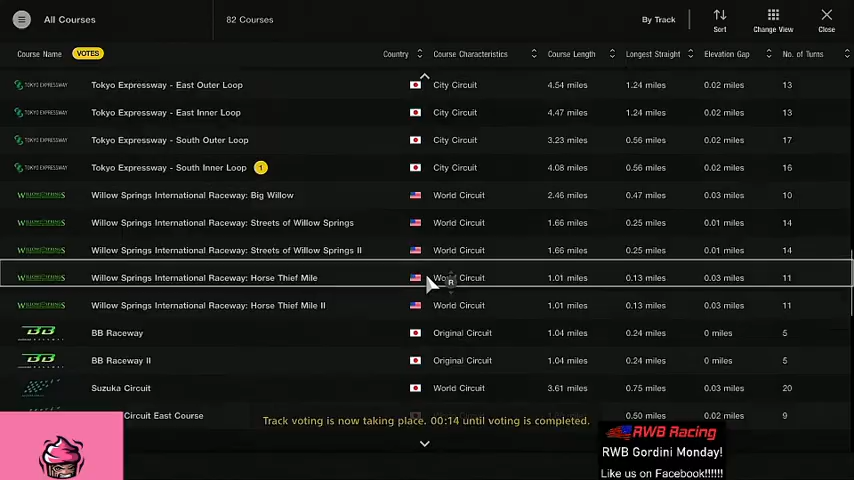 All Courses 82 Courses By Track Sort Change View Close
Course Name VOTES Country Course Characteristics Course Length Longest Straight Elevation Gap No. of Turns
TOKYO EXPRESSWAY Tokyo Expressway - East Outer Loop City Circuit 4.54 miles 1.24 miles 0.02 miles 13
TOKYO EXPRESSWAY Tokyo Expressway - East Inner Loop City Circuit 4.47 miles 1.24 miles 0.02 miles 13
TOKYO EXPRESSWAY Tokyo Expressway - South Outer Loop City Circuit 3.23 miles 0.56 miles 0.02 miles 17
TOKYO EXPRESSWAY Tokyo Expressway - South Inner Loop 1 City Circuit 4.08 miles 0.56 miles 0.02 miles 16
Willow Springs International Raceway: Big Willow World Circuit 2.46 miles 0.47 miles 0.03 miles 10
Willow Springs International Raceway: Streets of Willow Springs World Circuit 1.66 miles 0.25 miles 0.01 miles 14
Willow Springs International Raceway: Streets of Willow Springs II World Circuit 1.66 miles 0.25 miles 0.01 miles 14
Willow Springs International Raceway: Horse Thief Mile R Circuit 1.01 miles 0.13 miles 0.03 miles 11
Willow Springs International Raceway: Horse Thief Mile II World Circuit 1.01 miles 0.13 miles 0.03 miles 11
BB BB Raceway Original Circuit 1.04 miles 0.24 miles 0 miles 5
BB BB Raceway II Original Circuit 1.04 miles 0.24 miles 0 miles 5
Suzuka Circuit World Circuit 3.61 miles 0.75 miles 0.03 miles 20
Circuit East Course 0.50 miles 0.01 miles 9
Track voting is now taking place. 00:14 until voting is completed.
RWB Racing
RWB Gordini Monday!
Like us on Facebook!!!!!!